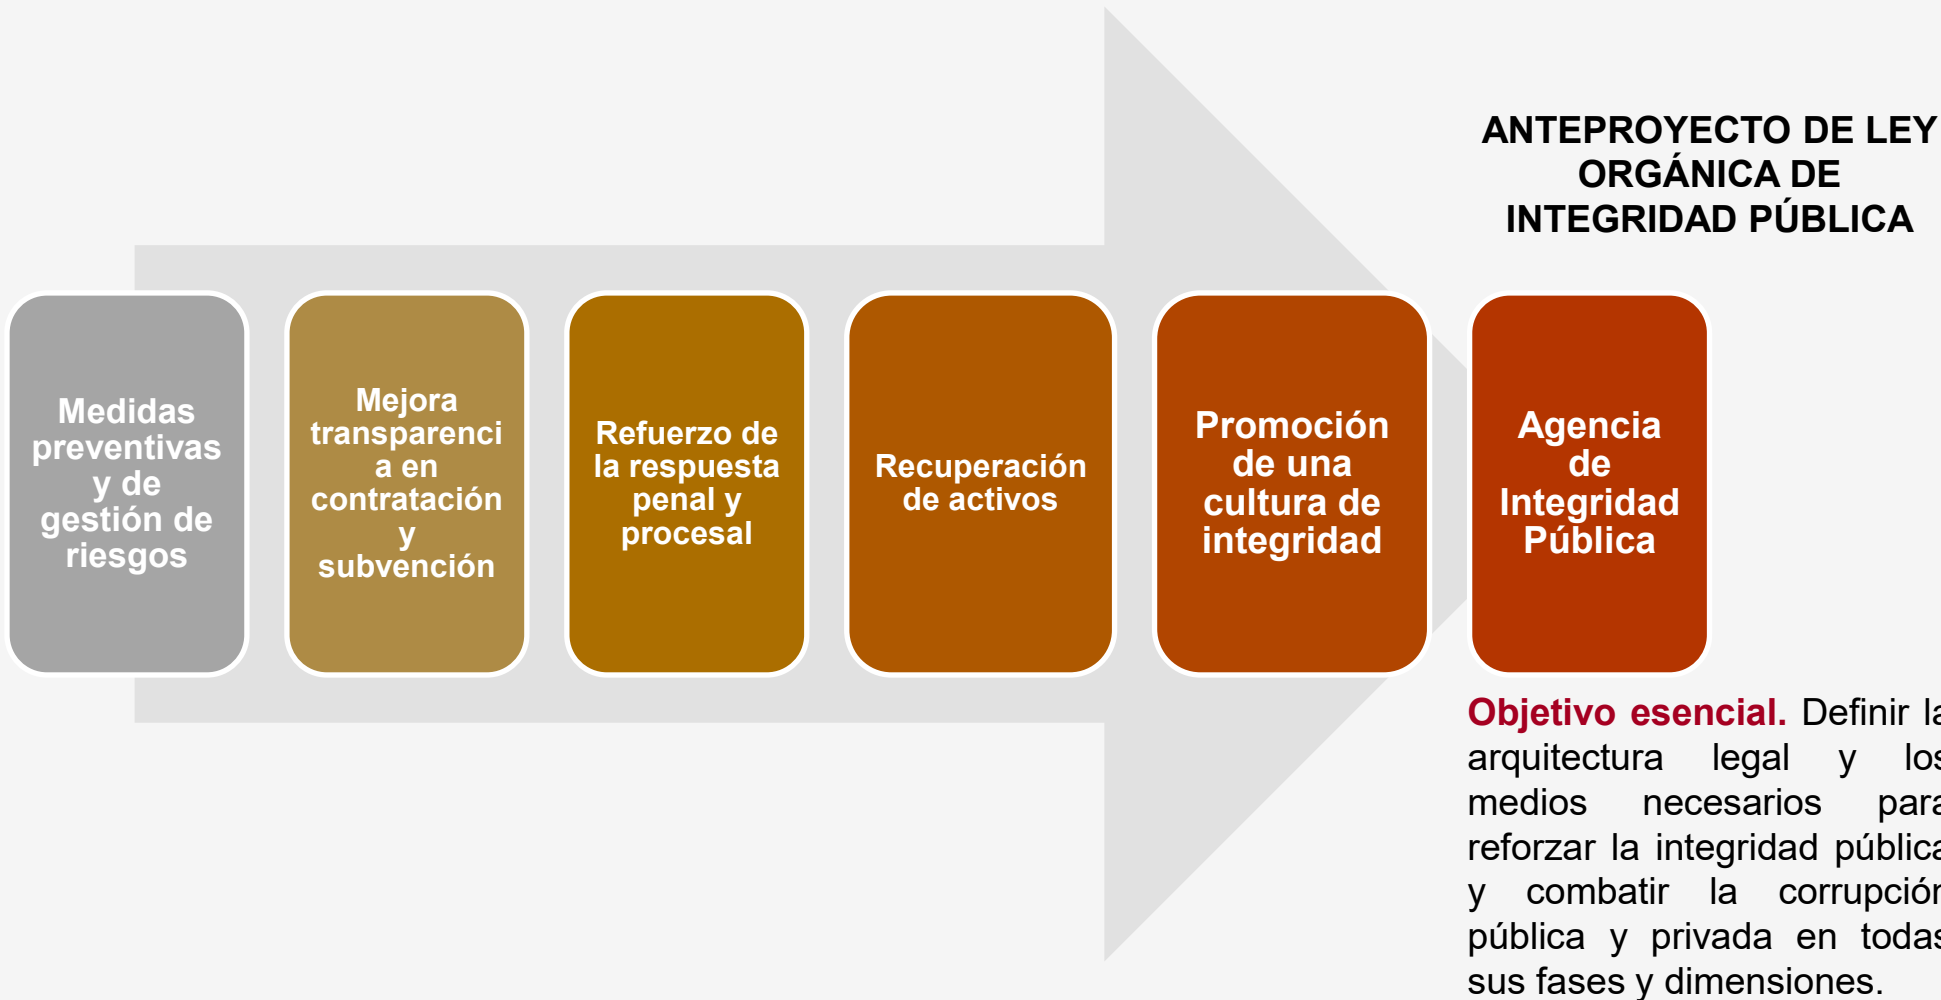 ANTEPROYECTO DE LEY
ORGÁNICA DE
INTEGRIDAD PÚBLICA
Medidas
preventivas
y de
gestión de
riesgos
Mejora
transparenci
a en
contratación
y
subvención
Refuerzo de
la respuesta
penal y
procesal
Recuperación
de activos
Promoción
de una
cultura de
integridad
Agencia
de
Integridad
Pública
Objetivo esencial. Definir la
arquitectura legal y los
medios necesarios para
reforzar la integridad pública
y combatir la corrupción
pública y privada en todas
sus fases y dimensiones.